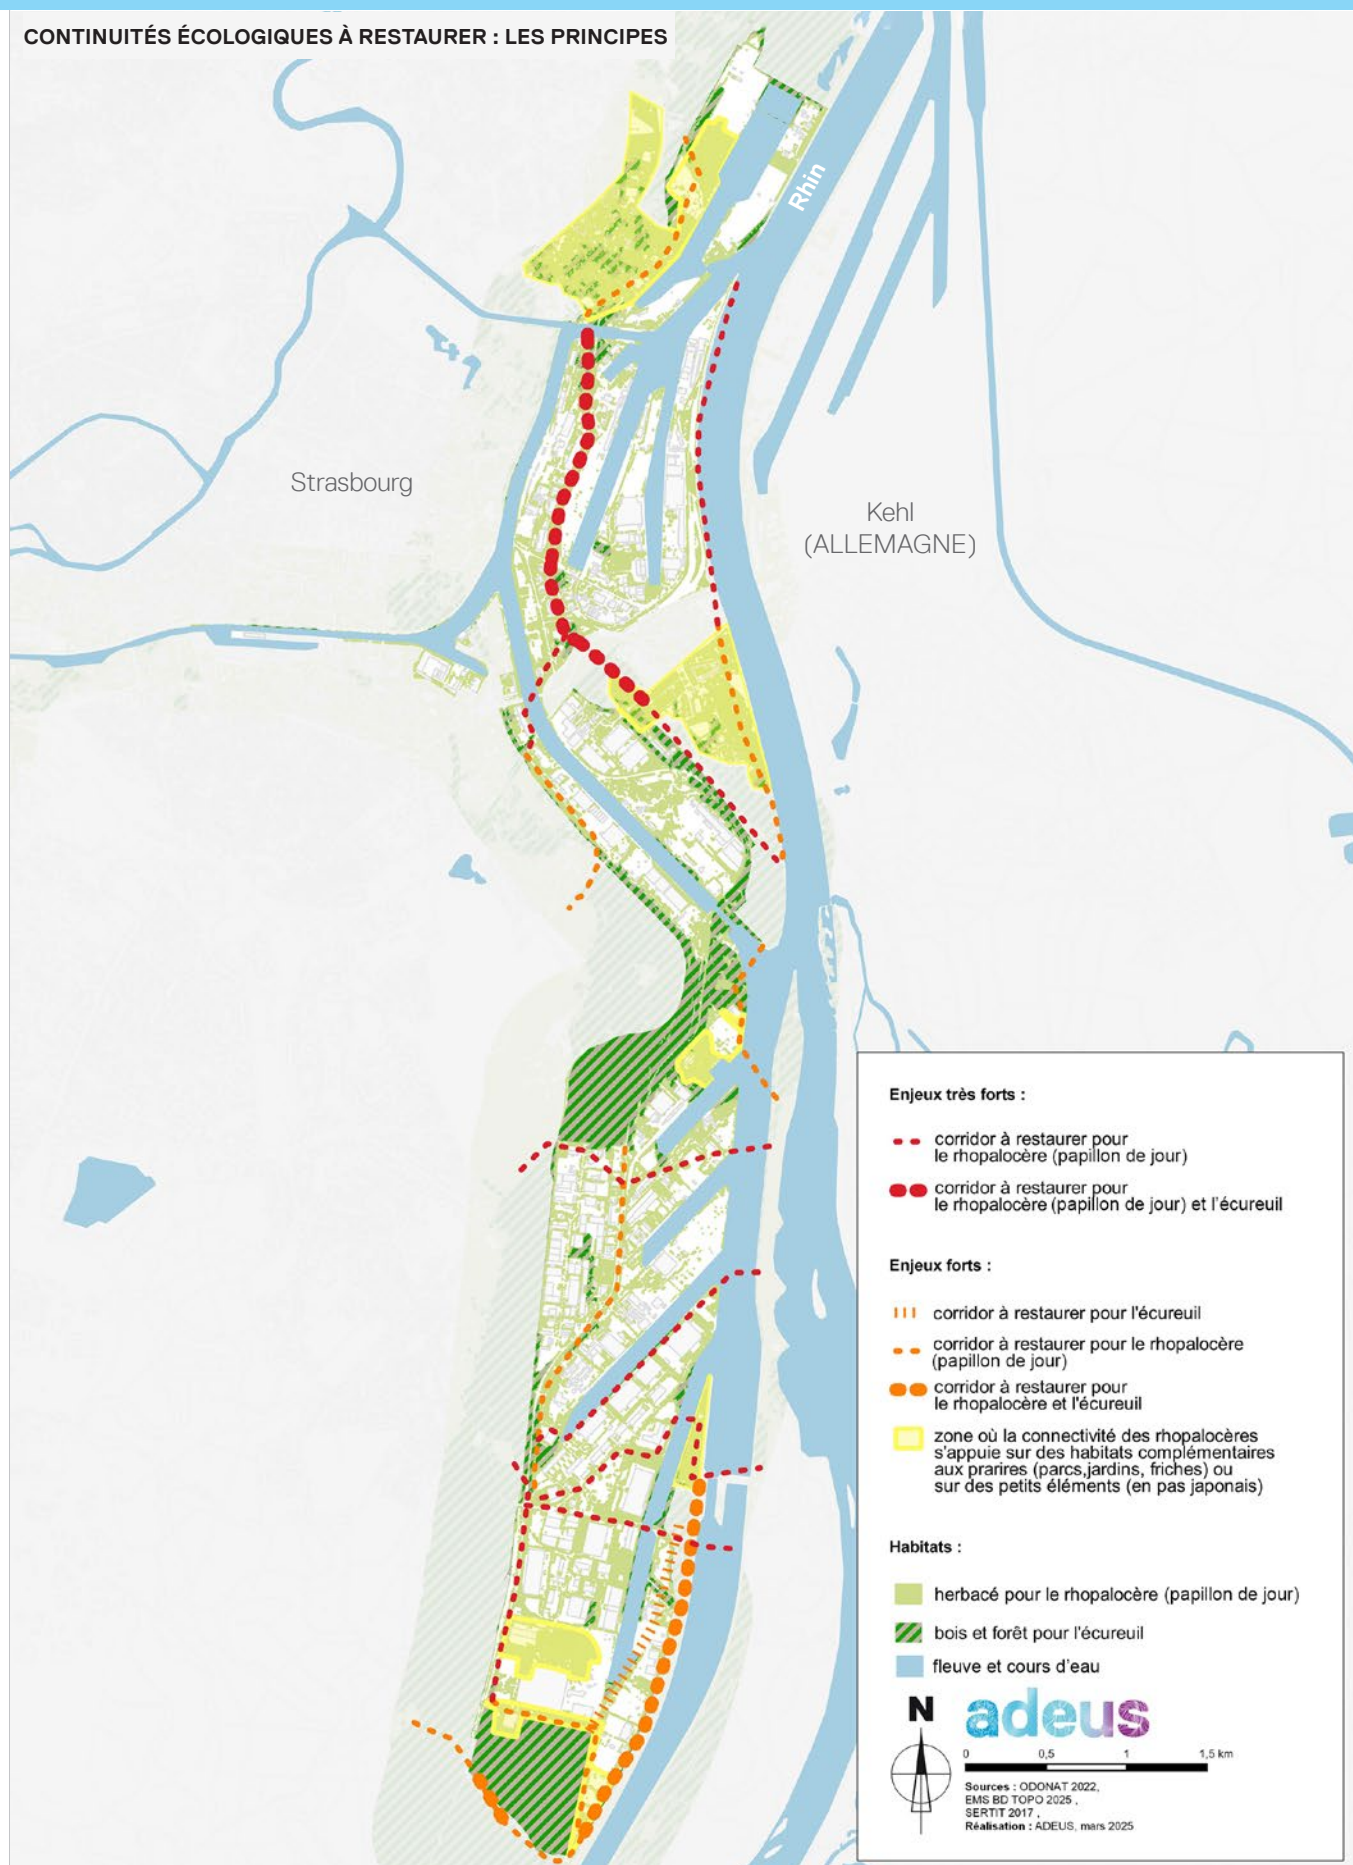 CONTINUITÉS ÉCOLOGIQUES À RESTAURER : LES PRINCIPES
Rhin
Strasbourg
Kehl
(ALLEMAGNE)
Enjeux très forts :
corridor à restaurer pour
le rhopalocère (papillon de jour)
corridor à restaurer pour
le rhopalocère (papillon de jour) et l'écureuil
Enjeux forts :
corridor à restaurer pour l'écureuil
corridor à restaurer pour le rhopalocère
(papillon de jour)
corridor à restaurer pour
le rhopalocère et l'écureuil
zone où la connectivité des rhopalocères
s'appuie sur des habitats complémentaires
aux prarires (parcs,jardins, friches) ou
sur des petits éléments (en pas japonais)
Habitats :
herbacé pour le rhopalocère (papillon de jour)
bois et forêt pour l'écureuil
fleuve et cours d'eau
N
adeus
0 0,5 1 1,5 km
Sources : ODONAT 2022,
EMS BD TOPO 2025 ,
SERTIT 2017 .
Réalisation : ADEUS, mars 2025